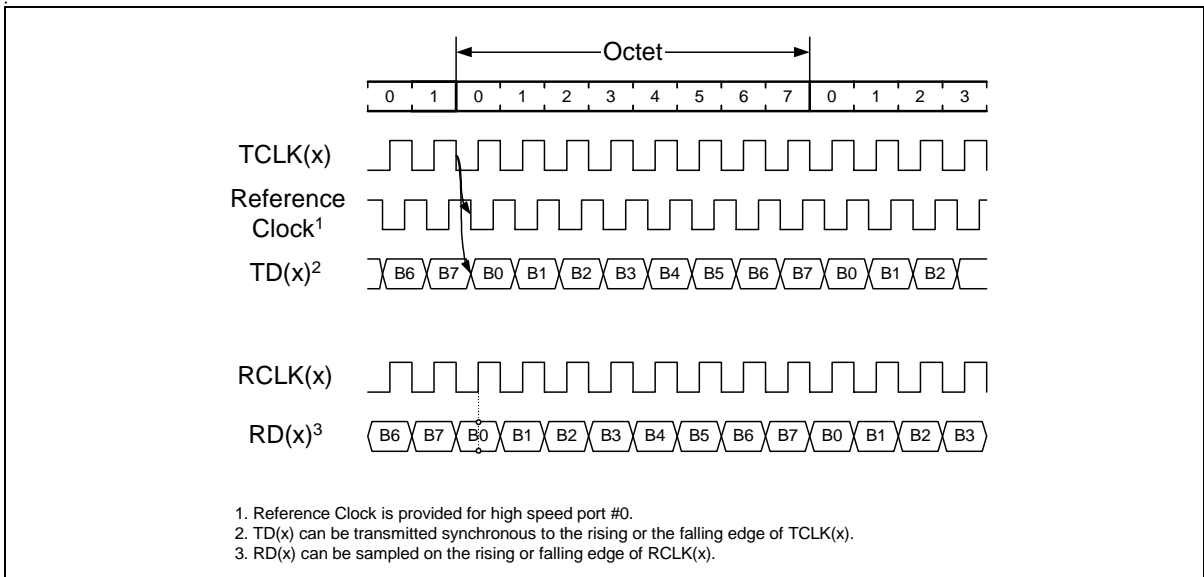 Octet
0 1 0 1 2 3 4 5 6 7 0 1 2 3
TCLK(x)
Reference
Clock1
TD(x)2 B6 B7 B0 B1 B2 B3 B4 B5 B6 B7 B0 B1 B2
RCLK(x)
RD(x)3 B6 B7 B0 B1 B2 B3 B4 B5 B6 B7 B0 B1 B2 B3
1. Reference Clock is provided for high speed port #0.
2. TD(x) can be transmitted synchronous to the rising or the falling edge of TCLK(x).
3. RD(x) can be sampled on the rising or falling edge of RCLK(x).